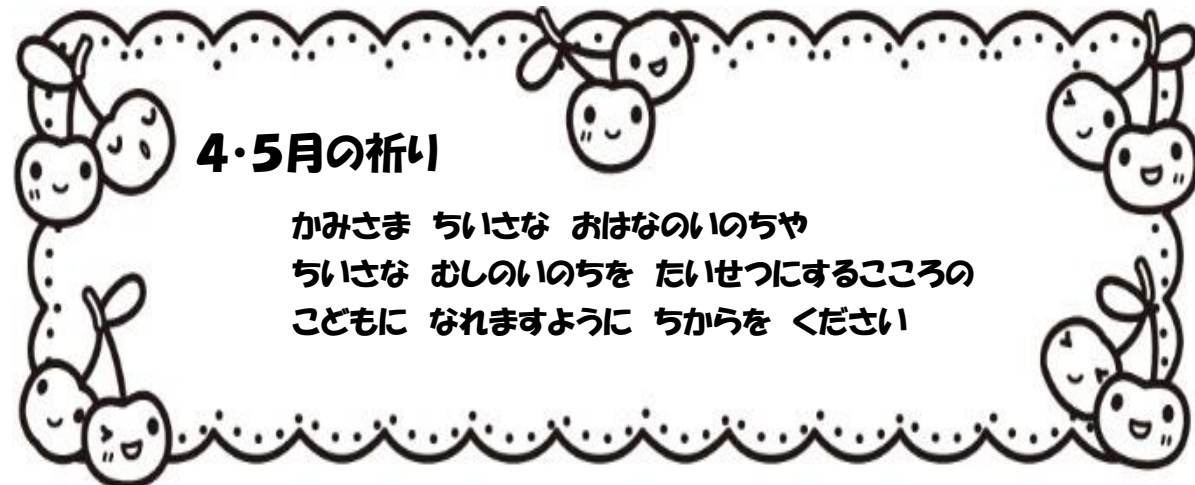 4・5月の祈り
かみさま　ちいさな　おはなのいのちや
ちいさな　むしのいのちを　たいせつにするこころの
こどもに　なれますように　ちからを　ください